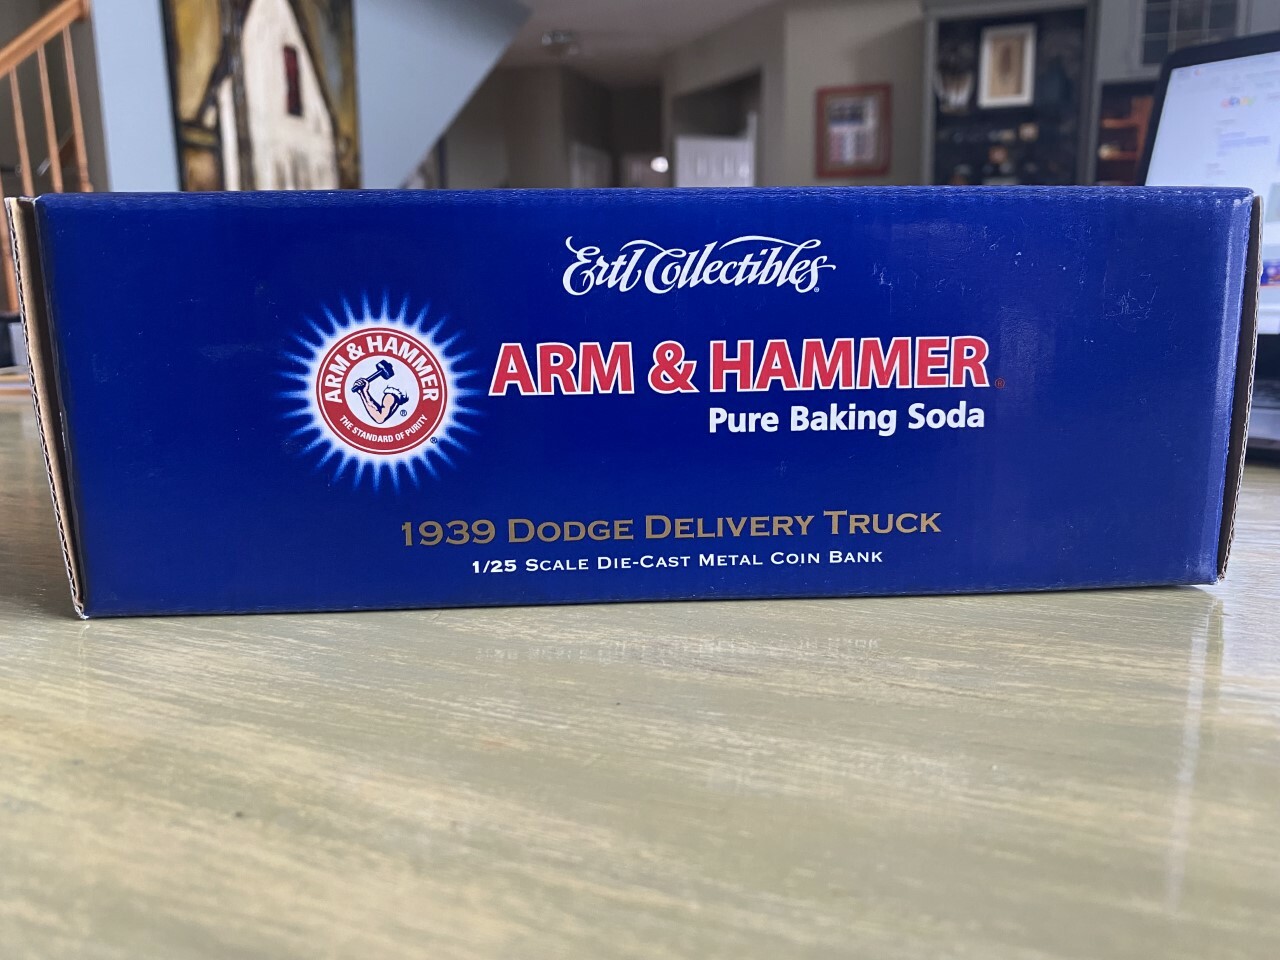 Ertl Collectibles®
ARM & HAMMER
THE STANDARD OF PURITY
®
®
ARM & HAMMER®
Pure Baking Soda
1939 DODGE DELIVERY TRUCK
1/25 SCALE DIE-CAST METAL COIN BANK
ebay